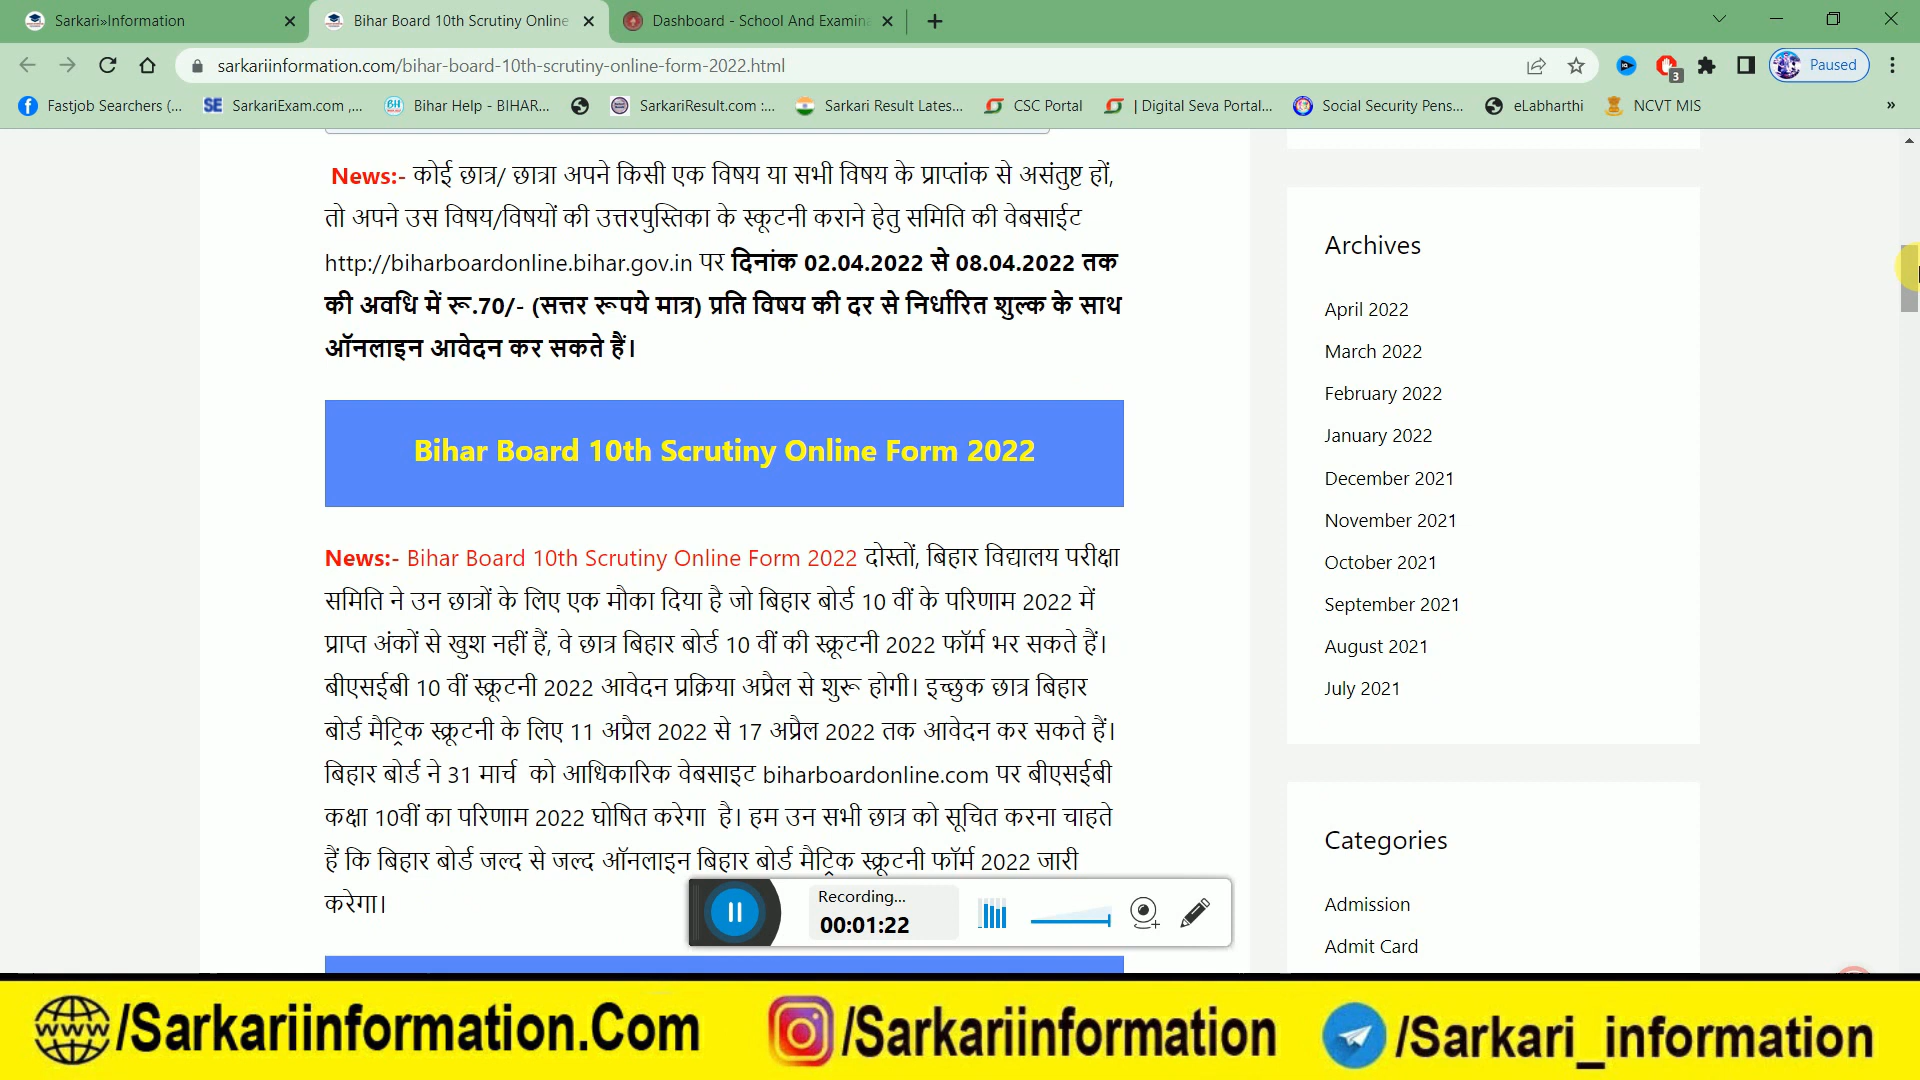 Sarkari»Information
Bihar Board 10th Scrutiny Online
Dashboard - School And Examin
sarkariinformation.com/bihar-board-10th-scrutiny-online-form-2022.html
3
Paused
Fastjob Searchers (...
SE SarkariExam.com ,...
BH Bihar Help - BIHAR...
SarkariResult.com :...
Sarkari Result Lates...
CSC Portal
| Digital Seva Portal...
Social Security Pens...
eLabharthi
NCVT MIS
»
News:- कोई छात्र/ छात्रा अपने किसी एक विषय या सभी विषय के प्राप्तांक से असंतुष्ट हों,
तो अपने उस विषय/विषयों की उत्तरपुस्तिका के स्कूटनी कराने हेतु समिति की वेबसाईट
http://biharboardonline.bihar.gov.in पर दिनांक 02.04.2022 से 08.04.2022 तक
की अवधि में रू.70/- (सत्तर रूपये मात्र) प्रति विषय की दर से निर्धारित शुल्क के साथ
ऑनलाइन आवेदन कर सकते हैं।
Bihar Board 10th Scrutiny Online Form 2022
News:- Bihar Board 10th Scrutiny Online Form 2022 दोस्तों, बिहार विद्यालय परीक्षा
समिति ने उन छात्रों के लिए एक मौका दिया है जो बिहार बोर्ड 10 वीं के परिणाम 2022 में
प्राप्त अंकों से खुश नहीं हैं, वे छात्र बिहार बोर्ड 10 वीं की स्क्रूटनी 2022 फॉर्म भर सकते हैं।
बीएसईबी 10 वीं स्क्रूटनी 2022 आवेदन प्रक्रिया अप्रैल से शुरू होगी। इच्छुक छात्र बिहार
बोर्ड मैट्रिक स्क्रूटनी के लिए 11 अप्रैल 2022 से 17 अप्रैल 2022 तक आवेदन कर सकते हैं।
बिहार बोर्ड ने 31 मार्च को आधिकारिक वेबसाइट biharboardonline.com पर बीएसईबी
कक्षा 10वीं का परिणाम 2022 घोषित करेगा है। हम उन सभी छात्र को सूचित करना चाहते
हैं कि बिहार बोर्ड जल्द से जल्द ऑनलाइन बिहार बोर्ड मैट्रिक स्क्रूटनी फॉर्म 2022 जारी
करेगा।
Archives
April 2022
March 2022
February 2022
January 2022
December 2021
November 2021
October 2021
September 2021
August 2021
July 2021
Categories
Admission
Admit Card
Recording...
00:01:22
www /Sarkariinformation.Com
/Sarkariinformation
/Sarkari_information